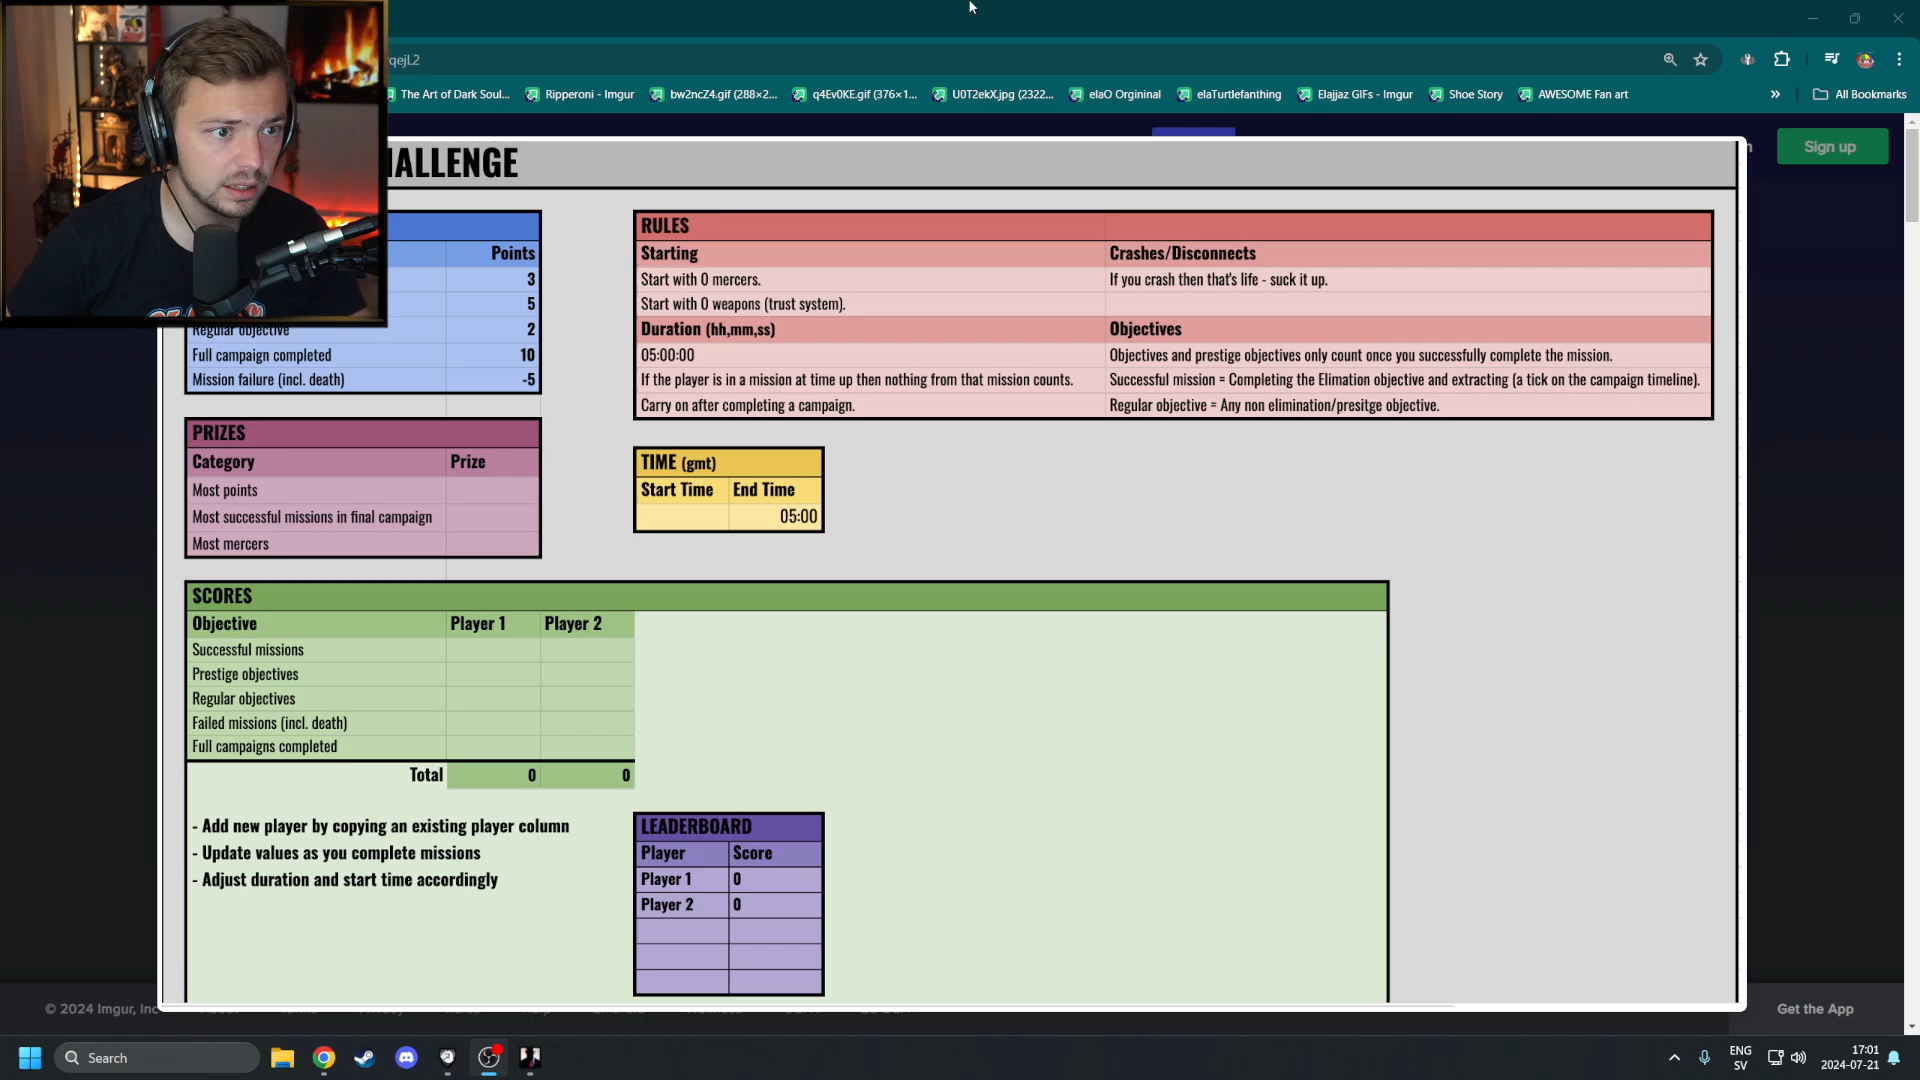 qejL2
The Art of Dark Soul...
Ripperoni - Imgur
bw2ncZ4.gif (288×2...
q4Ev0KE.gif (376×1...
U0T2ekX.jpg (2322...
elaO Orgininal
elaTurtlefanthing
Elajjaz GIFs - Imgur
Shoe Story
AWESOME Fan art
»
All Bookmarks
Sign up
ALLENGE
Points
3
5
Regular objective 2
Full campaign completed 10
Mission failure (incl. death) -5
RULES
Starting
Crashes/Disconnects
Start with 0 mercers.
If you crash then that's life - suck it up.
Start with 0 weapons (trust system).
Duration (hh,mm,ss)
Objectives
05:00:00
Objectives and prestige objectives only count once you successfully complete the mission.
If the player is in a mission at time up then nothing from that mission counts.
Successful mission = Completing the Elimation objective and extracting (a tick on the campaign timeline).
Carry on after completing a campaign.
Regular objective = Any non elimination/presitge objective.
PRIZES
Category Prize
Most points
Most successful missions in final campaign
Most mercers
TIME (gmt)
Start Time End Time
05:00
SCORES
Objective Player 1 Player 2
Successful missions
Prestige objectives
Regular objectives
Failed missions (incl. death)
Full campaigns completed
Total 0 0
- Add new player by copying an existing player column
- Update values as you complete missions
- Adjust duration and start time accordingly
LEADERBOARD
Player Score
Player 1 0
Player 2 0
© 2024 Imgur, Inc
Get the App
Search
ENG
SV
17:01
2024-07-21